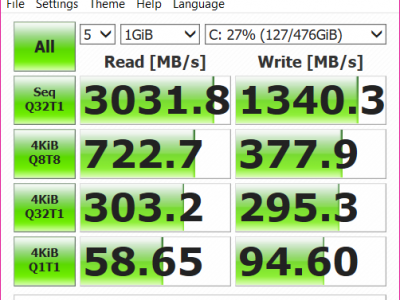 File Settings Theme Help Language
All 5 1GiB C: 27% (127/476GiB)
Read [MB/s] Write [MB/s]
Seq
Q32T1 3031.8 1340.3
4KiB
Q8T8 722.7 377.9
4KiB
Q32T1 303.2 295.3
4KiB
Q1T1 58.65 94.60